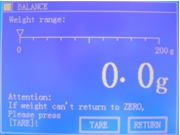 BALANCE
Weight range:
0 200 g
0.0g
Attention:
If weight can't return to ZERO,
Please press
[TARE]!
TARE RETURN